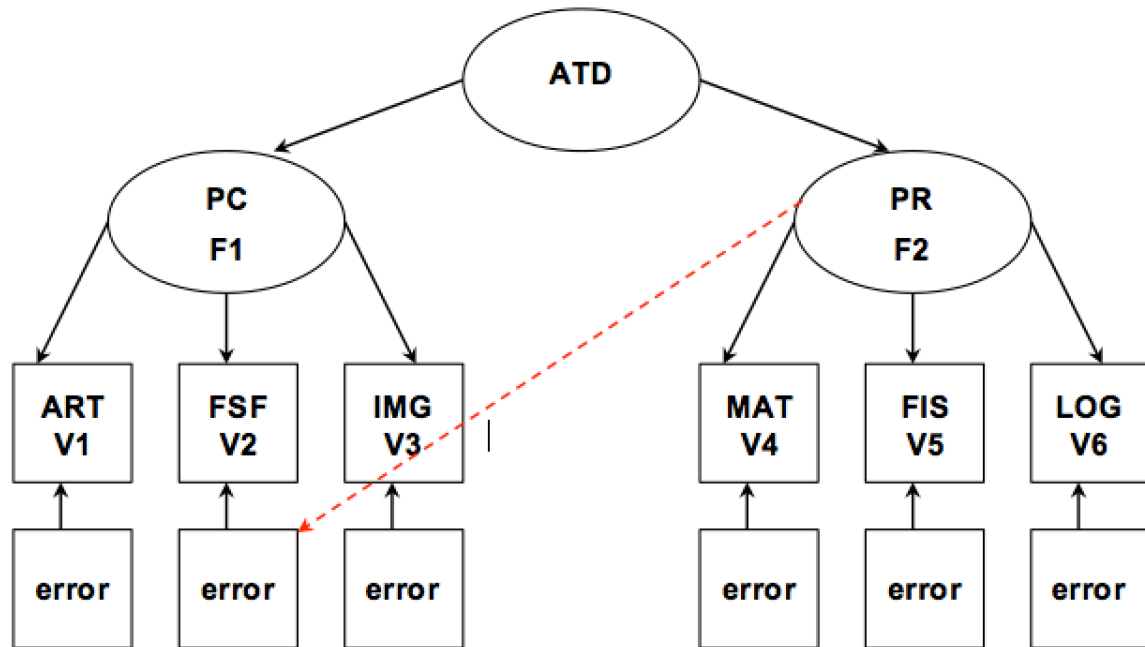 ATD
PC
F1
PR
F2
ART
V1
FSF
V2
IMG
V3
MAT
V4
FIS
V5
LOG
V6
error
error
error
error
error
error